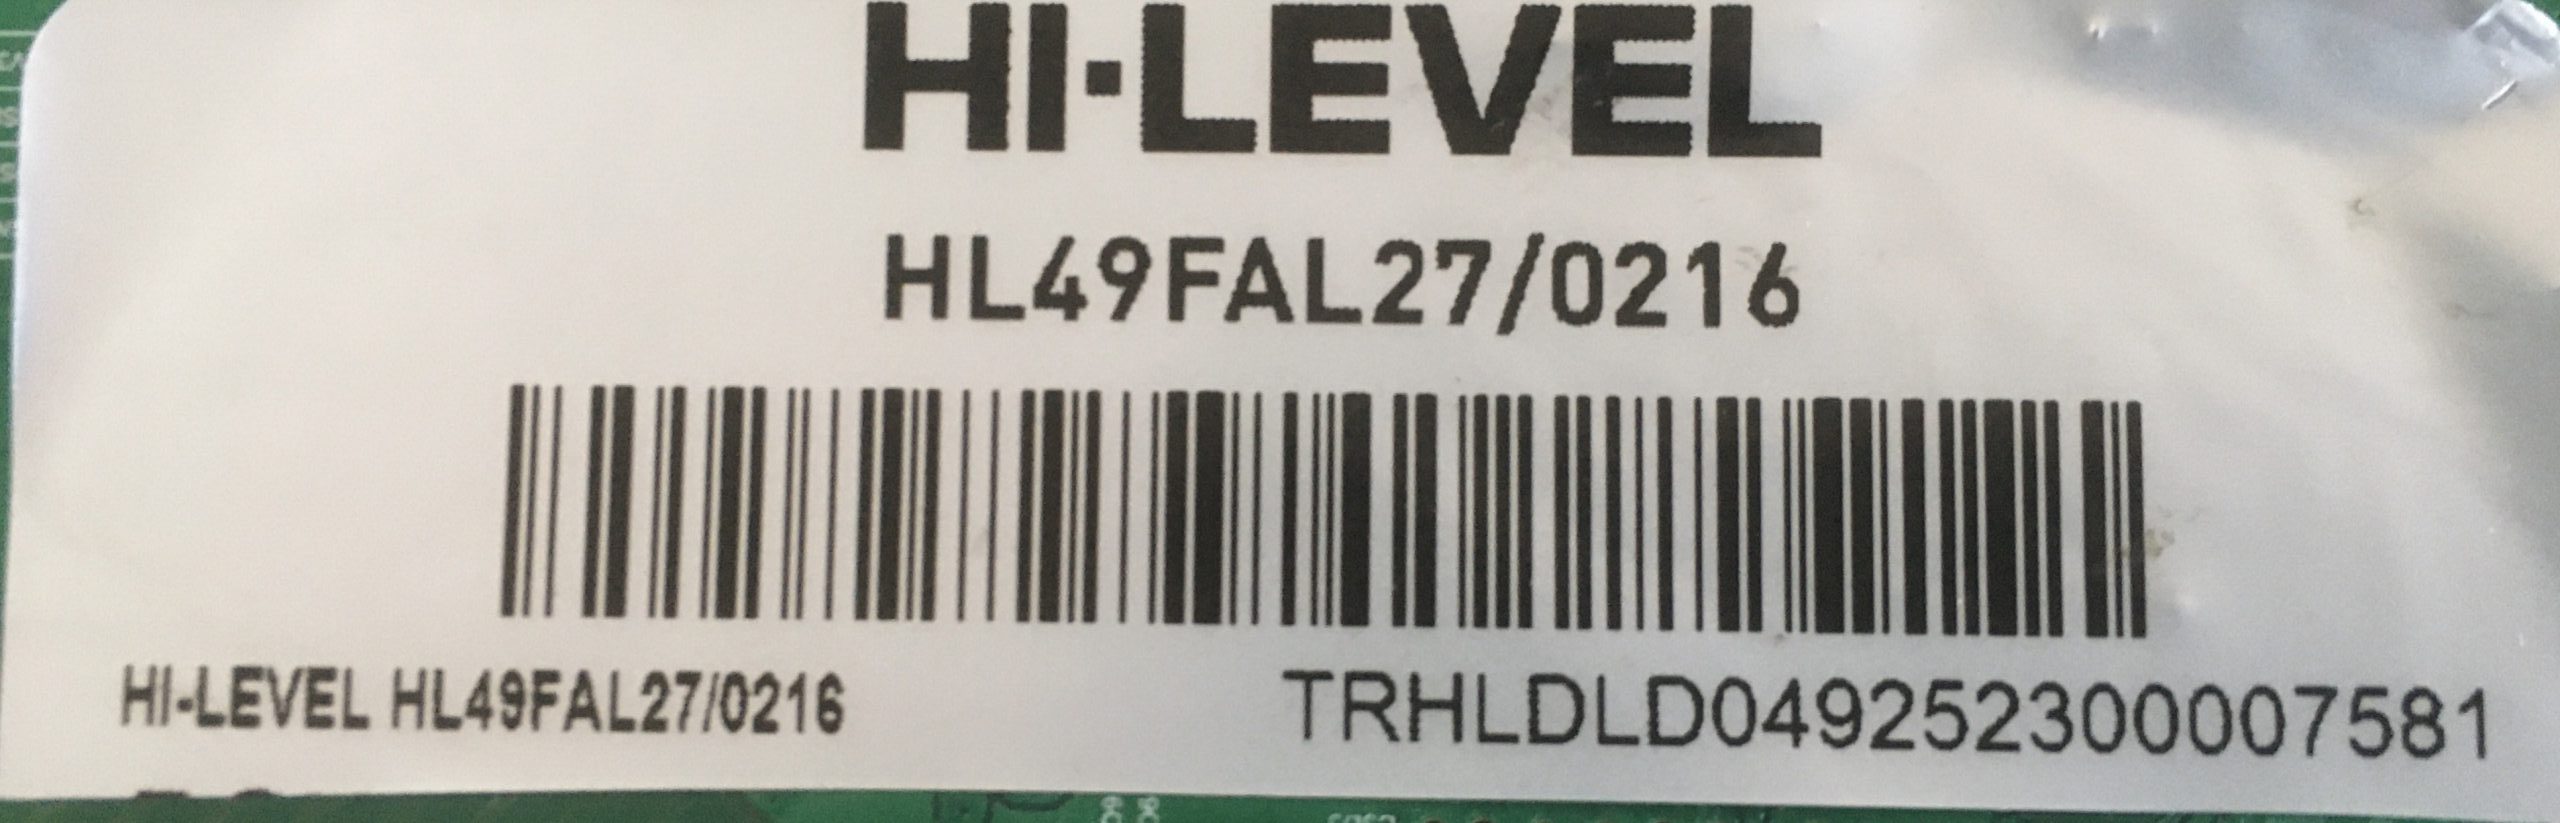 HI-LEVEL
HL49FAL27/0216
HI-LEVEL HL49FAL27/0216
TRHLDLD049252300007581